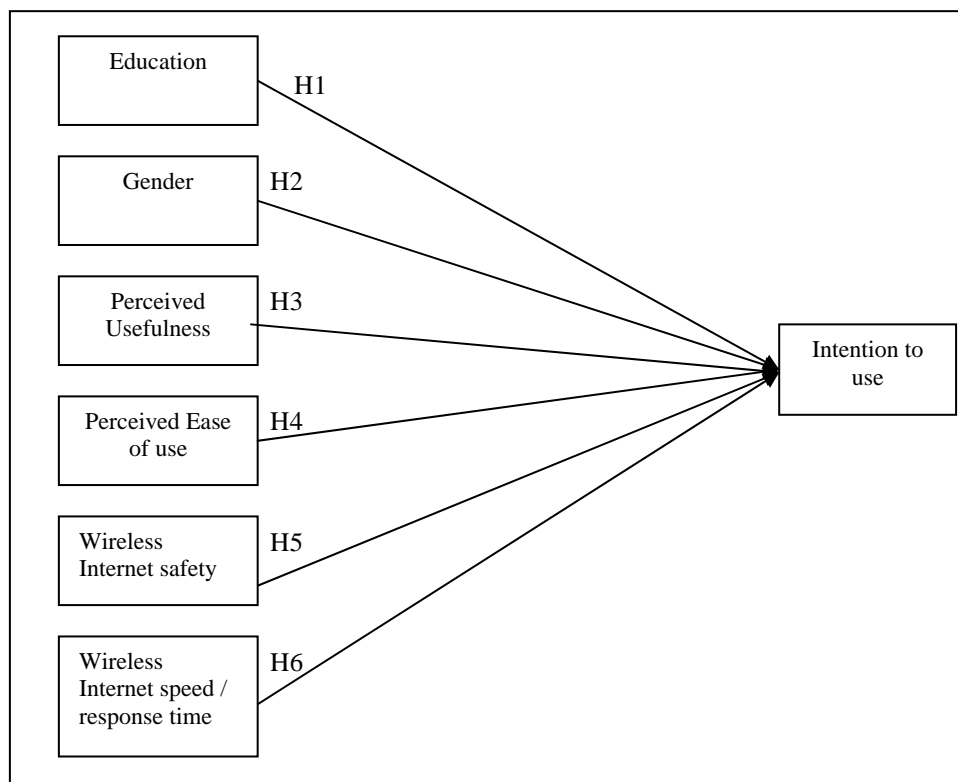 Education
H1
Gender
H2
Perceived
Usefulness
H3
Perceived Ease
of use
H4
Wireless
Internet safety
H5
Wireless
Internet speed /
response time
H6
Intention to
use